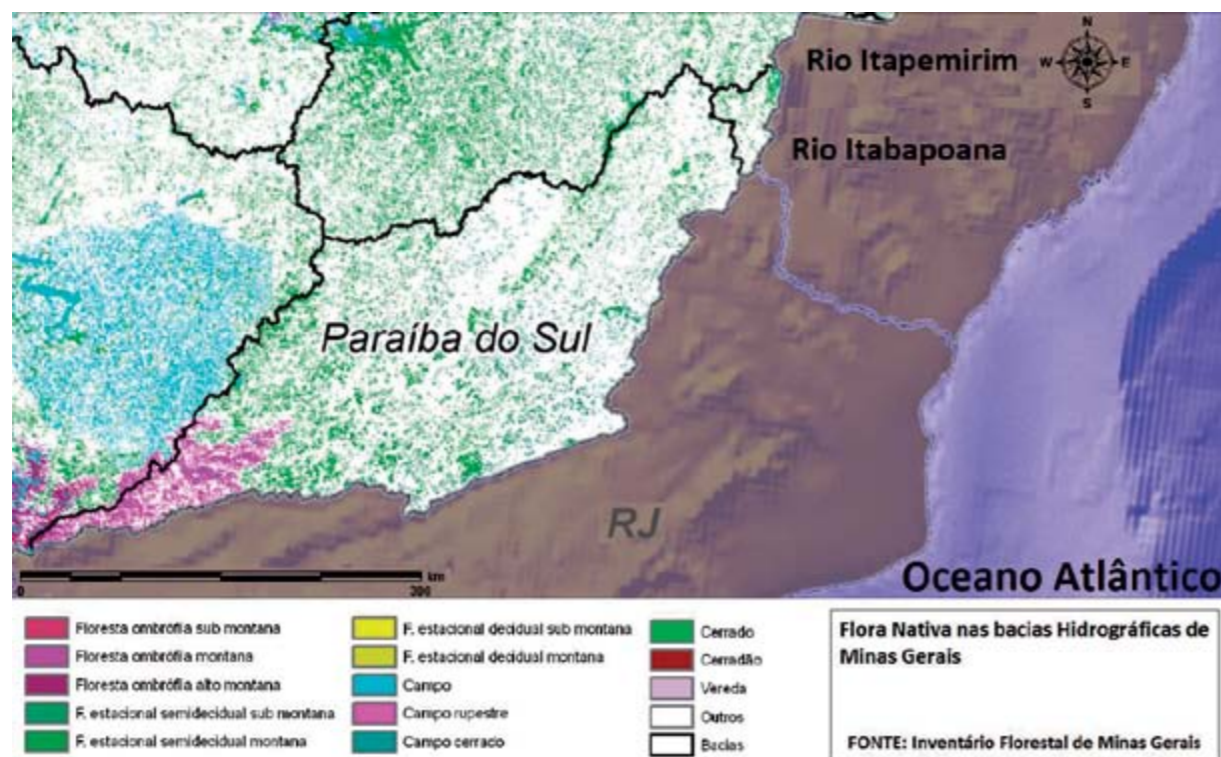 Rio Itapemirim
N
W
E
S
Rio Itabapoana
Paraíba do Sul
RJ
Oceano Atlântico
0
200
km
Floresta ombrófila sub montana
Floresta ombrófila montana
Floresta ombrófila alto montana
F. estacional semidecidual sub montana
F. estacional semidecidual montana
F. estacional decidual sub montana
F. estacional decidual montana
Campo
Campo rupestre
Campo cerrado
Cerrado
Cerradão
Vereda
Outros
Bacias
Flora Nativa nas bacias Hidrográficas de
Minas Gerais
FONTE: Inventário Florestal de Minas Gerais